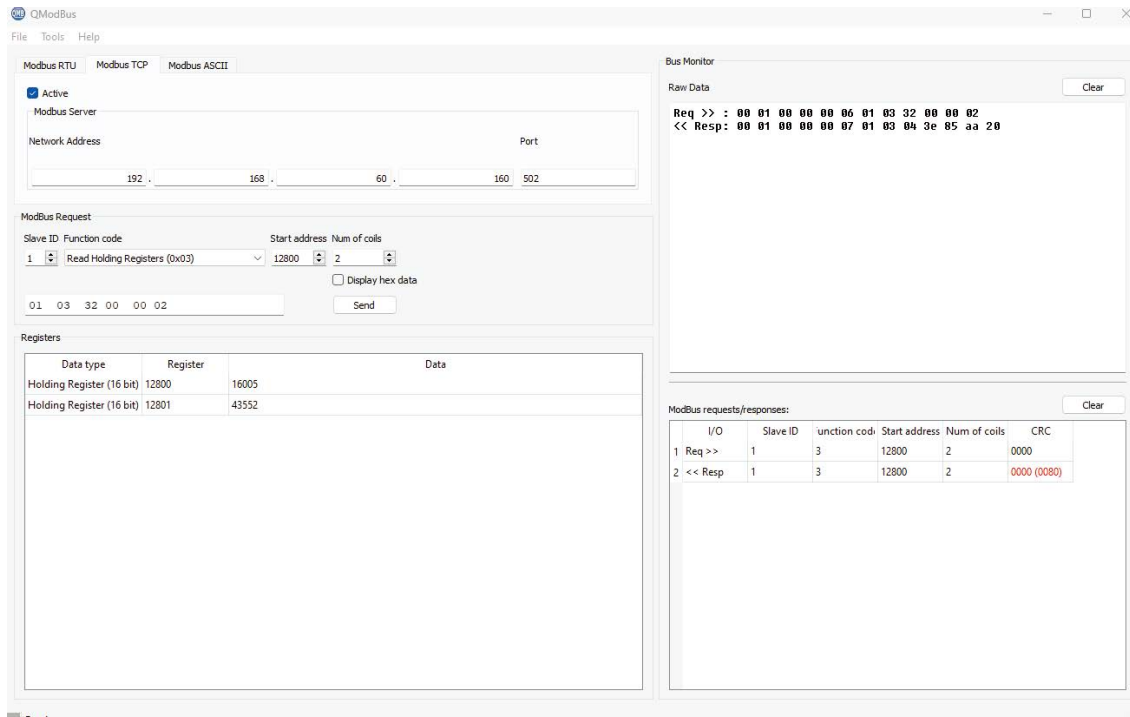 QModBus
File Tools Help
Modbus RTU Modbus TCP Modbus ASCII
Active
Modbus Server
Network Address Port
192 . 168 . 60 . 160 502
ModBus Request
Slave ID Function code Start address Num of coils
1 Read Holding Registers (0x03) 12800 2
Display hex data
01 03 32 00 00 02 Send
Registers
Data type Register Data
Holding Register (16 bit) 12800 16005
Holding Register (16 bit) 12801 43552
Bus Monitor
Raw Data Clear
Req >> : 00 01 00 00 00 06 01 03 32 00 00 02
<< Resp: 00 01 00 00 00 07 01 03 04 3e 85 aa 20
ModBus requests/responses: Clear
I/O Slave ID unction cod Start address Num of coils CRC
1 Req >> 1 3 12800 2 0000
2 << Resp 1 3 12800 2 0000 (0080)